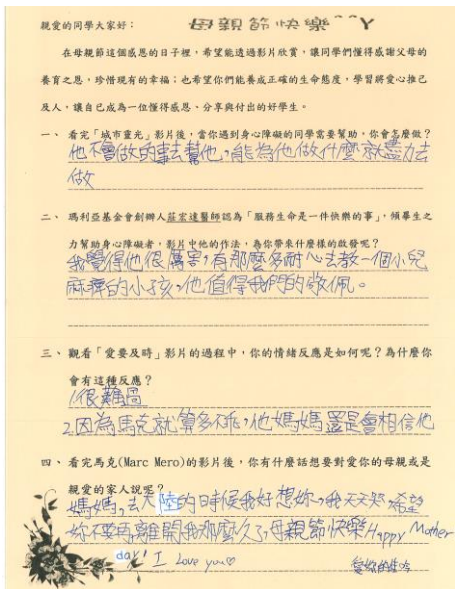 親愛的同學大家好：
母親節快樂^^Y
在母親節這個感恩的日子裡，希望能透過影片欣賞，讓同學們懂得感謝父母的
養育之恩，珍惜現有的幸福；也希望你們能養成正確的生命態度，學習將愛心推己
及人，讓自己成為一位懂得感恩、分享與付出的好學生。
一、 看完「城市靈光」影片後，當你遇到身心障礙的同學需要幫助，你會怎麼做？
他不會做的事去幫他，能為他做什麼就盡力去
做
二、 瑪利亞基金會創辦人莊宏達醫師認為「服務生命是一件快樂的事」，傾畢生之
力幫助身心障礙者，影片中他的作法，為你帶來什麼樣的啟發呢？
我覺得他很厲害，有那麼多耐心去教一個小兒
麻痺的小孩，他值得我們的敬佩。
三、 觀看「愛要及時」影片的過程中，你的情緒反應是如何呢？為什麼你
會有這種反應？
1.很難過
2.因為馬克就算多不乖，他媽媽還是會相信他
四、 看完馬克(Marc Mero)的影片後，你有什麼話想要對愛你的母親或是
親愛的家人說呢？
媽媽，去大陸的時候我好想妳，我天天哭，希望
妳不要再離開我那麼久了，母親節快樂Happy Mother
day! I Love you♡
愛妳的